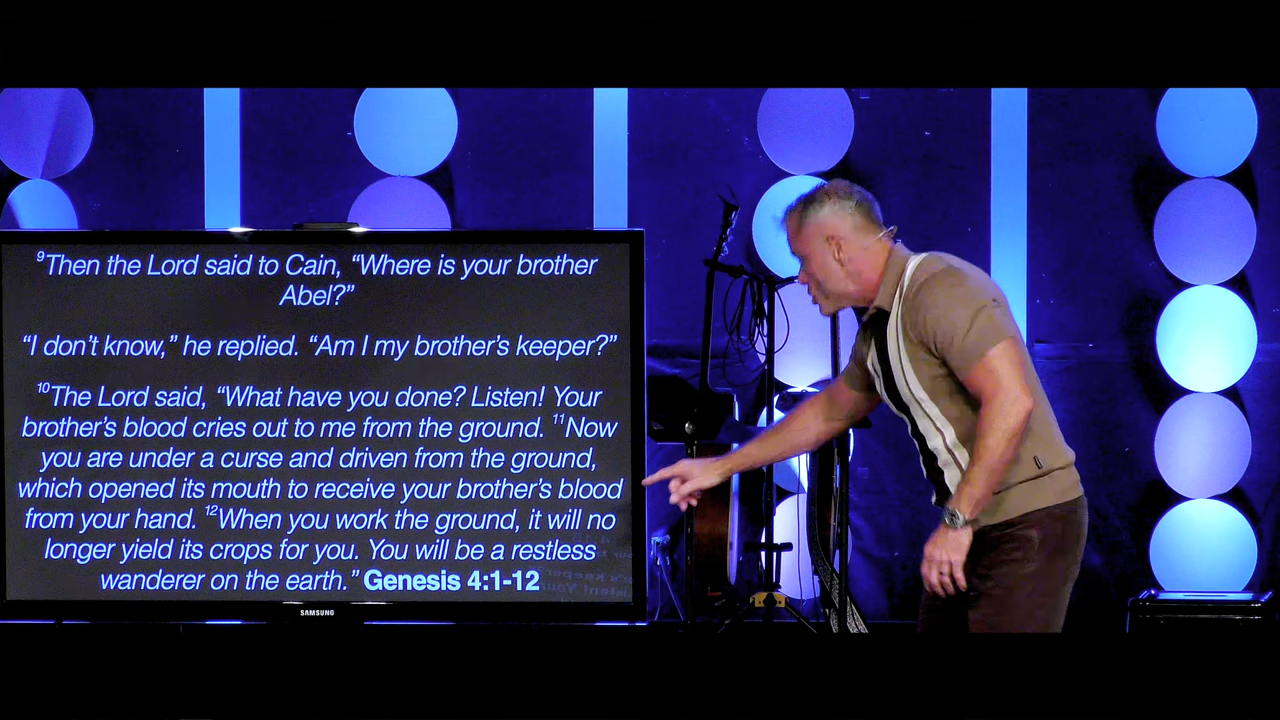 ⁹Then the Lord said to Cain, “Where is your brother
Abel?”
“I don’t know,” he replied. “Am I my brother’s keeper?”
¹⁰The Lord said, “What have you done? Listen! Your
brother’s blood cries out to me from the ground. ¹¹Now
you are under a curse and driven from the ground,
which opened its mouth to receive your brother’s blood
from your hand. ¹²When you work the ground, it will no
longer yield its crops for you. You will be a restless
wanderer on the earth.” Genesis 4:1-12
SAMSUNG